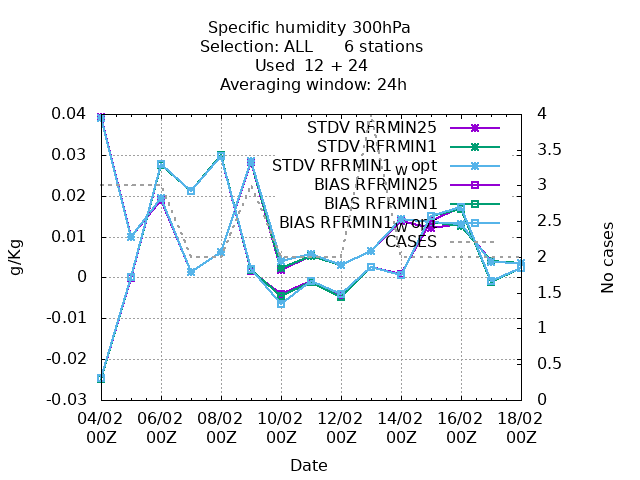 Specific humidity 300hPa
Selection: ALL 6 stations
Used 12 + 24
Averaging window: 24h
0.04 4
STDV RFRMIN25
STDV RFRMIN1
0.03 3.5
STDV RFRMIN1 w opt
BIAS RFRMIN25 3
0.02
BIAS RFRMIN1
BIAS RFRMIN1 w opt 2.5
0.01
CASES
2
0
1.5
-0.01
1
-0.02
0.5
-0.03 0
g/Kg
No cases
04/02 06/02 08/02 10/02 12/02 14/02 16/02 18/02
00Z 00Z 00Z 00Z 00Z 00Z 00Z 00Z
Date